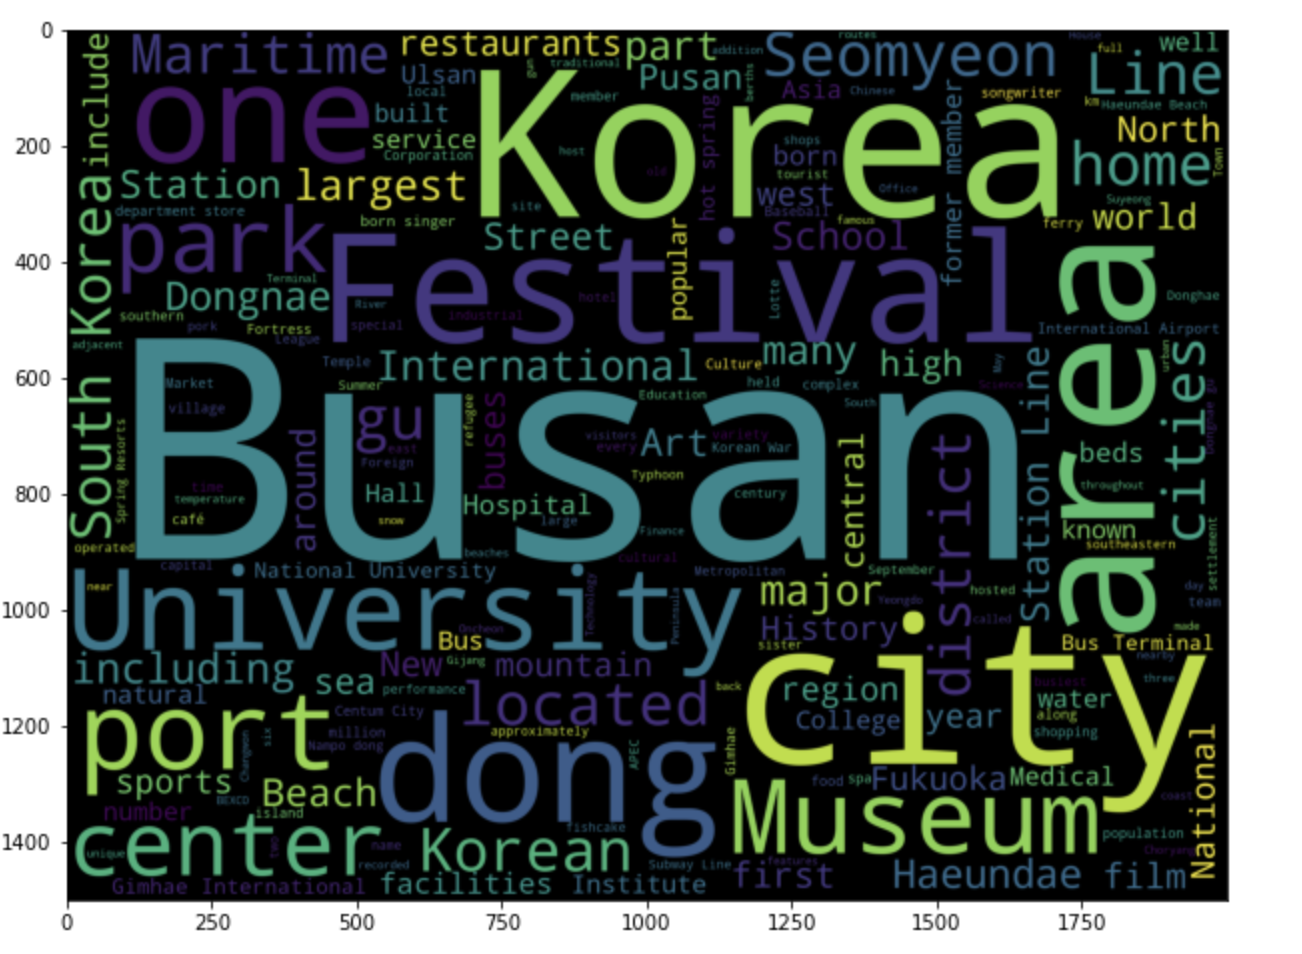 0
200
400
600
800
1000
1200
1400
Maritime
restaurants
part
addition
Seomyeon
routes
House
full
well
Line
Ulsan
local
gun
traditional
Pusan
berths
Asia
Chinese
songwriter
km
Haeundae Beach
include
one
built
member
hot spring
shops
former member
North
Town
service
Corporation
host
Korea
born
tourist
home
Station
largest
old
west
Office
Suyeong
department store
born singer
site
Baseball
famous
ferry
world
park
Street
popular
School
South Korea
Terminal
Festival
area
Dongnae
River
hotel
Lotte
Donghae
southern
pork
Fortress
special
industrial
League
International Airport
adjacent
Temple
International
Culture
many
high
May
urban
Summer
held
complex
Science
Market
Education
South
village
gu
refugee
buses
Busan
visitors
every
Art
variety
Korean War
east
Foreign
around
central
district
Station Line
cities
Dongnae gu
beds
Spring Resorts
time
temperature
Hall
Typhoon
century
throughout
café
snow
Hospital
large
Finance
known
southeastern
operated
beaches
cultural
settlement
capital
National University
Metropolitan
September
near
University
Technology
Peninsula
major
Yeongdo
hosted
day
team
Oncheon
Bus
History
called
made
sister
Bus Terminal
including
New
Gijang
mountain
city
nearby
natural
sea
performance
located
back
region
busiest
three
water
port
Centum City
College
year
along
million
approximately
shopping
Nampo dong
Changwon
six
dong
APEC
Gimhae
sports
food
spa
Fukuoka
Medical
National
Beach
BEXCO
coast
number
island
Museum
fishcake
center
two
name
Korean
population
unique
recorded
Subway Line
features
Choryang
Gimhae International
facilities
Institute
first
Haeundae
film
0 250 500 750 1000 1250 1500 1750